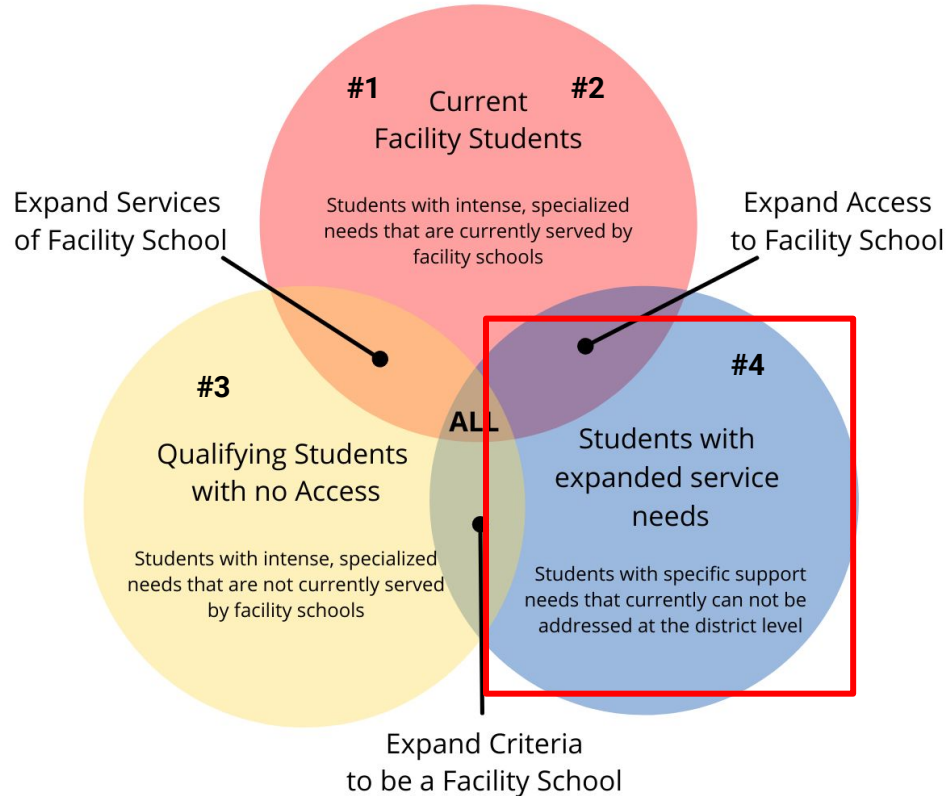 #1
#2
Current
Facility Students
Students with intense, specialized
needs that are currently served by
facility schools
Expand Services
of Facility School
Expand Access
to Facility School
#3
Qualifying Students
with no Access
Students with intense, specialized
needs that are not currently served
by facility schools
ALL
#4
Students with
expanded service
needs
Students with specific support
needs that currently can not be
addressed at the district level
Expand Criteria
to be a Facility School